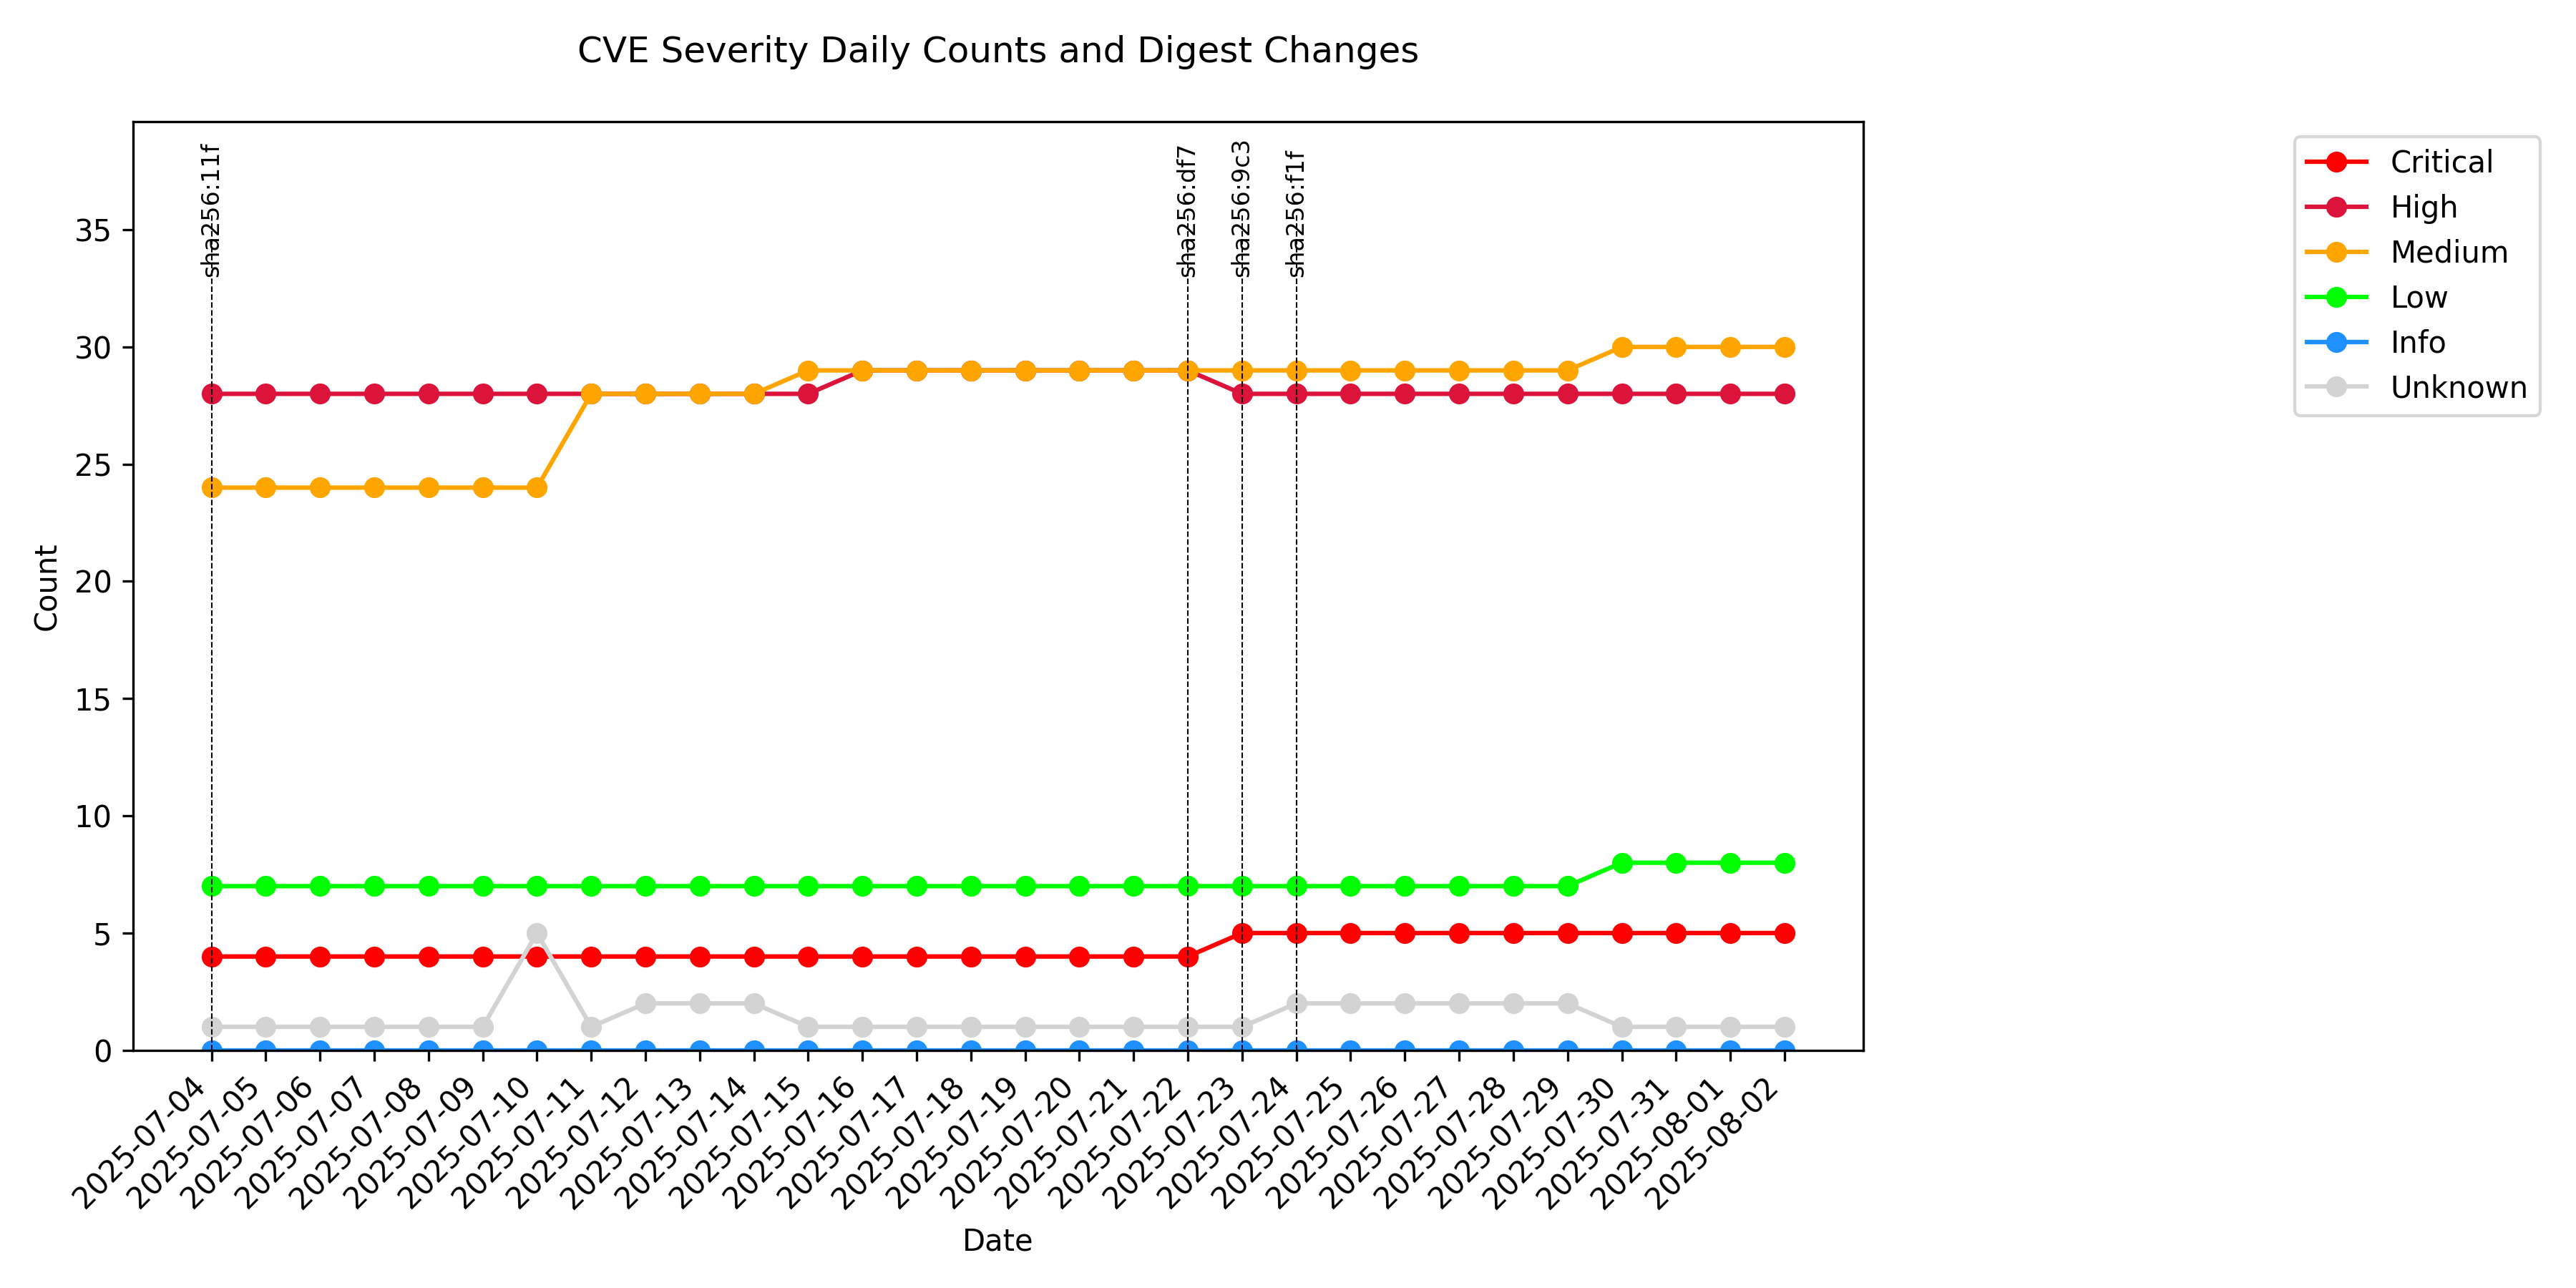 CVE Severity Daily Counts and Digest Changes
sha256:11f
sha256:df7
sha256:9c3
sha256:f1f
Critical
High
Medium
Low
Info
Unknown
Count
35
30
25
20
15
10
5
0
2025-07-04
2025-07-05
2025-07-06
2025-07-07
2025-07-08
2025-07-09
2025-07-10
2025-07-11
2025-07-12
2025-07-13
2025-07-14
2025-07-15
2025-07-16
2025-07-17
2025-07-18
2025-07-19
2025-07-20
2025-07-21
2025-07-22
2025-07-23
2025-07-24
2025-07-25
2025-07-26
2025-07-27
2025-07-28
2025-07-29
2025-07-30
2025-07-31
2025-08-01
2025-08-02
Date